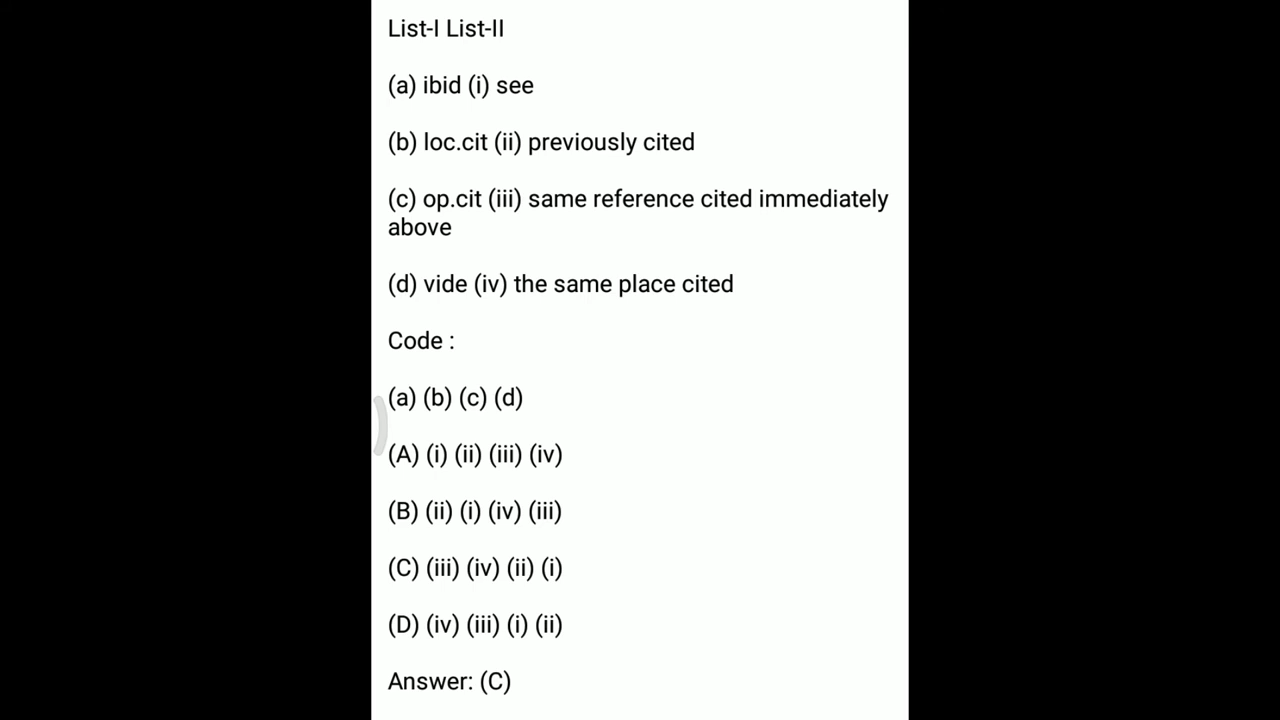 List-I List-II
(a) ibid (i) see
(b) loc.cit (ii) previously cited
(c) op.cit (iii) same reference cited immediately
above
(d) vide (iv) the same place cited
Code :
(a) (b) (c) (d)
(A) (i) (ii) (iii) (iv)
(B) (ii) (i) (iv) (iii)
(C) (iii) (iv) (ii) (i)
(D) (iv) (iii) (i) (ii)
Answer: (C)